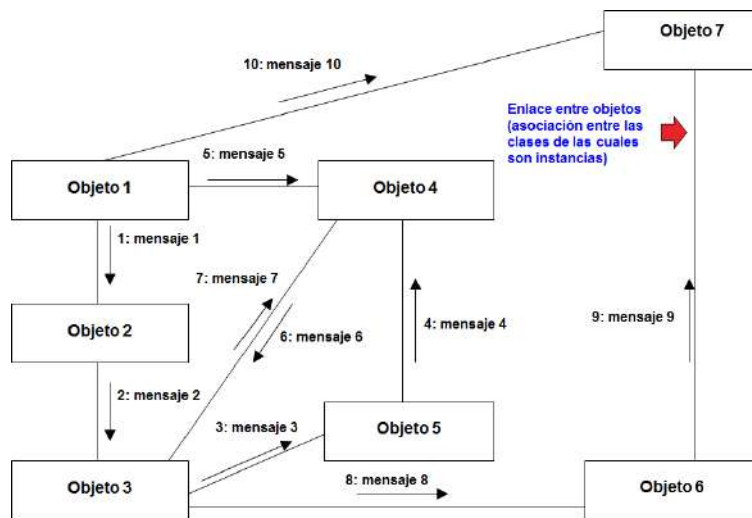 Objeto 7
10: mensaje 10
Enlace entre objetos
(asociación entre las
clases de las cuales
son instancias)
5: mensaje 5
Objeto 1
Objeto 4
1: mensaje 1
7: mensaje 7
Objeto 2
6: mensaje 6
4: mensaje 4
9: mensaje 9
2: mensaje 2
3: mensaje 3
Objeto 5
Objeto 3
8: mensaje 8
Objeto 6